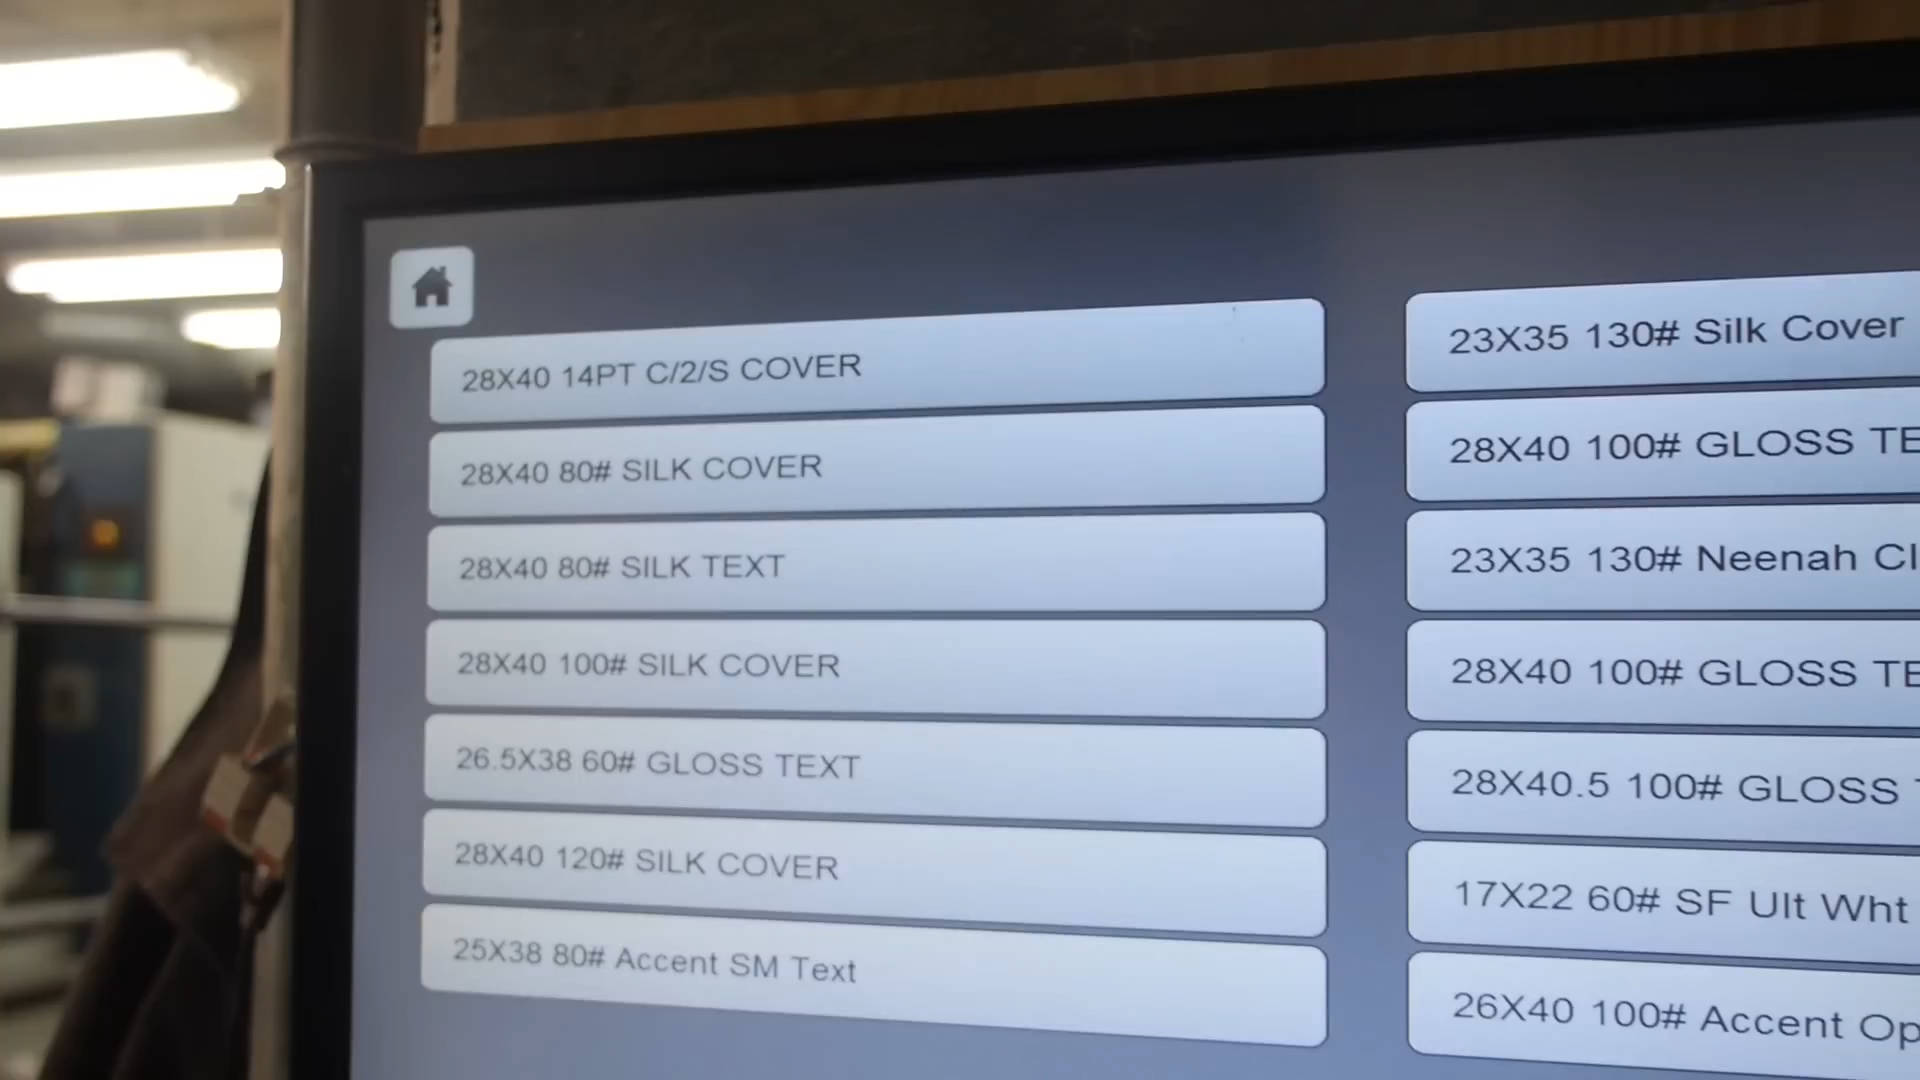 28X40 14PT C/2/S COVER
28X40 80# SILK COVER
28X40 80# SILK TEXT
28X40 100# SILK COVER
26.5X38 60# GLOSS TEXT
28X40 120# SILK COVER
25X38 80# Accent SM Text
23X35 130# Silk Cover
28X40 100# GLOSS TE
23X35 130# Neenah Cl
28X40 100# GLOSS TE
28X40.5 100# GLOSS
17X22 60# SF Ult Wht
26X40 100# Accent Op